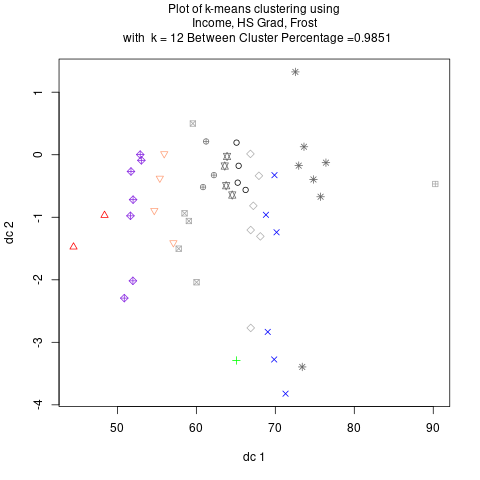 Plot of k-means clustering using
Income, HS Grad, Frost
with k = 12 Between Cluster Percentage =0.9851
dc 2
1
0
-1
-2
-3
-4
50 60 70 80 90
dc 1